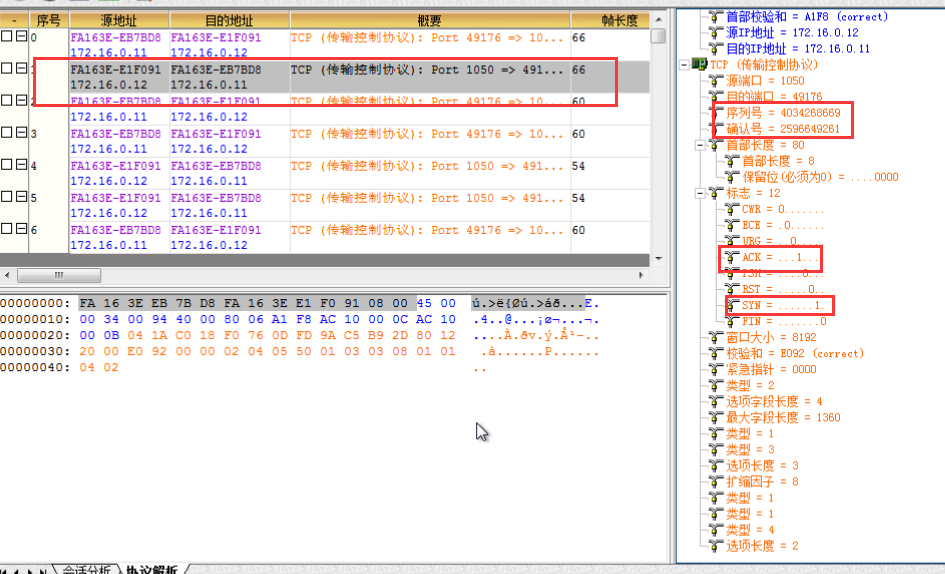 - 序号 源地址 目的地址 概要 帧长度
0 FA163E-EB7BD8 FA163E-E1F091 TCP (传输控制协议): Port 49176 => 10... 66
172.16.0.11 172.16.0.12
FA163E-E1F091 FA163E-EB7BD8 TCP (传输控制协议): Port 1050 => 491... 66
172.16.0.12 172.16.0.11
FA163E-EB7BD8 FA163E-E1F091 TCP (传输控制协议): Port 49176 => 10... 60
172.16.0.11 172.16.0.12
3 FA163E-EB7BD8 FA163E-E1F091 TCP (传输控制协议): Port 49176 => 10... 60
172.16.0.11 172.16.0.12
4 FA163E-E1F091 FA163E-EB7BD8 TCP (传输控制协议): Port 1050 => 491... 54
172.16.0.12 172.16.0.11
5 FA163E-E1F091 FA163E-EB7BD8 TCP (传输控制协议): Port 1050 => 491... 54
172.16.0.12 172.16.0.11
6 FA163E-EB7BD8 FA163E-E1F091 TCP (传输控制协议): Port 49176 => 10... 60
172.16.0.11 172.16.0.12
00000000: FA 16 3E EB 7B D8 FA 16 3E E1 F0 91 08 00 45 00 ú.>ë{Øú.>áð...E.
00000010: 00 34 00 94 40 00 80 06 A1 F8 AC 10 00 0C AC 10 .4..@...¡ø¬...¬.
00000020: 00 0B 04 1A C0 18 F0 76 0D FD 9A C5 B9 2D 80 12 ....À.ðv.ý.Å¹-..
00000030: 20 00 E0 92 00 00 02 04 05 50 01 03 03 08 01 01 .à......P......
00000040: 04 02 ..
会话分析 协议解析
首部校验和 = A1F8 (correct)
源IP地址 = 172.16.0.12
目的IP地址 = 172.16.0.11
TCP (传输控制协议)
源端口 = 1050
目的端口 = 49176
序列号 = 4034268669
确认号 = 2596649261
首部长度 = 80
首部长度 = 8
保留位(必须为0) = ....0000
标志 = 12
CWR = 0.......
ECE = .0......
URG = ..0.....
ACK = ...1....
PSH = ....0...
RST = .....0..
SYN = ......1.
FIN = .......0
窗口大小 = 8192
校验和 = E092 (correct)
紧急指针 = 0000
类型 = 2
选项字段长度 = 4
最大字段长度 = 1360
类型 = 1
类型 = 3
选项长度 = 3
扩缩因子 = 8
类型 = 1
类型 = 1
类型 = 4
选项长度 = 2